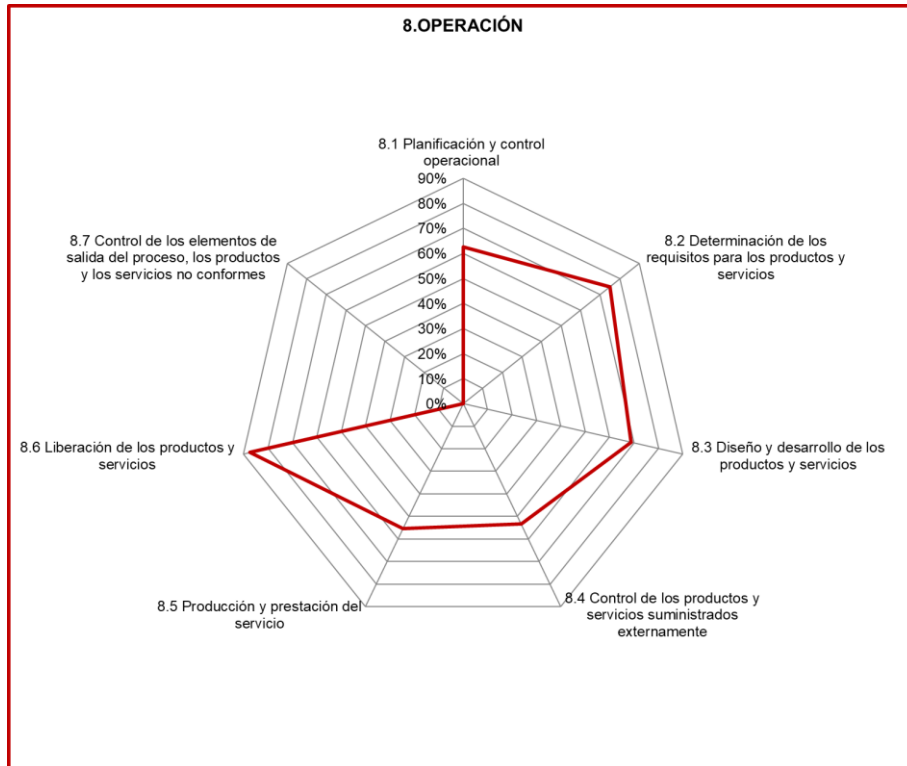 8.OPERACIÓN
8.1 Planificación y control
operacional
90%
80%
70%
60%
50%
40%
30%
20%
10%
0%
8.2 Determinación de los
requisitos para los productos y
servicios
8.3 Diseño y desarrollo de los
productos y servicios
8.4 Control de los productos y
servicios suministrados
externamente
8.5 Producción y prestación del
servicio
8.6 Liberación de los productos y
servicios
8.7 Control de los elementos de
salida del proceso, los productos
y los servicios no conformes